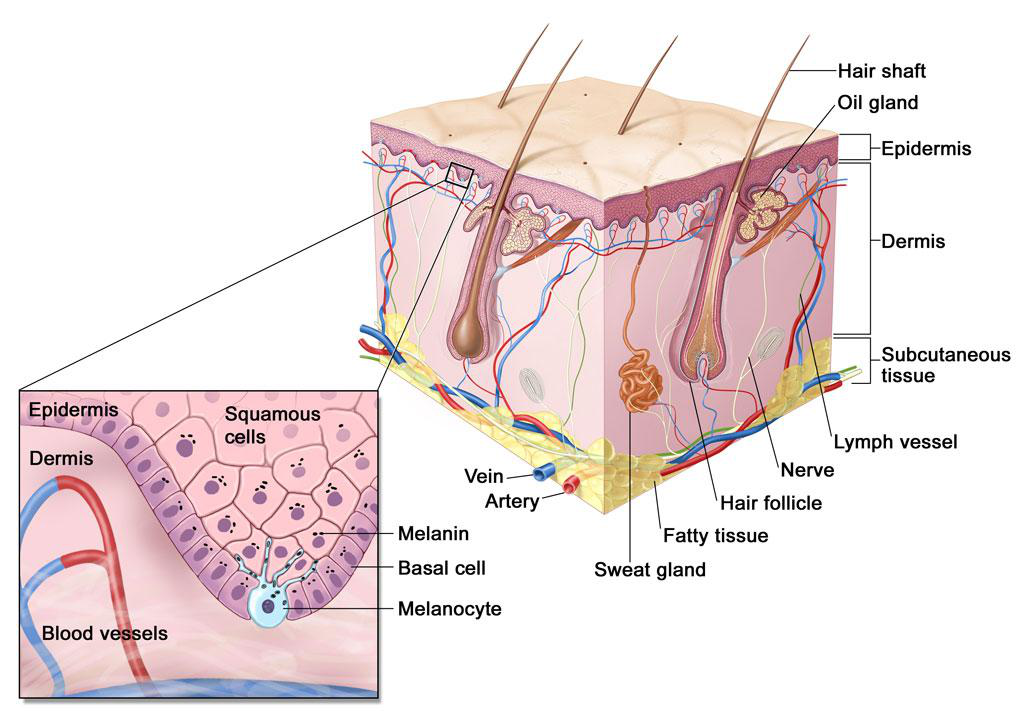 Hair shaft
Oil gland
Epidermis
Dermis
Subcutaneous
tissue
Lymph vessel
Nerve
Hair follicle
Fatty tissue
Sweat gland
Vein
Artery
Epidermis
Squamous
cells
Dermis
Melanin
Basal cell
Melanocyte
Blood vessels